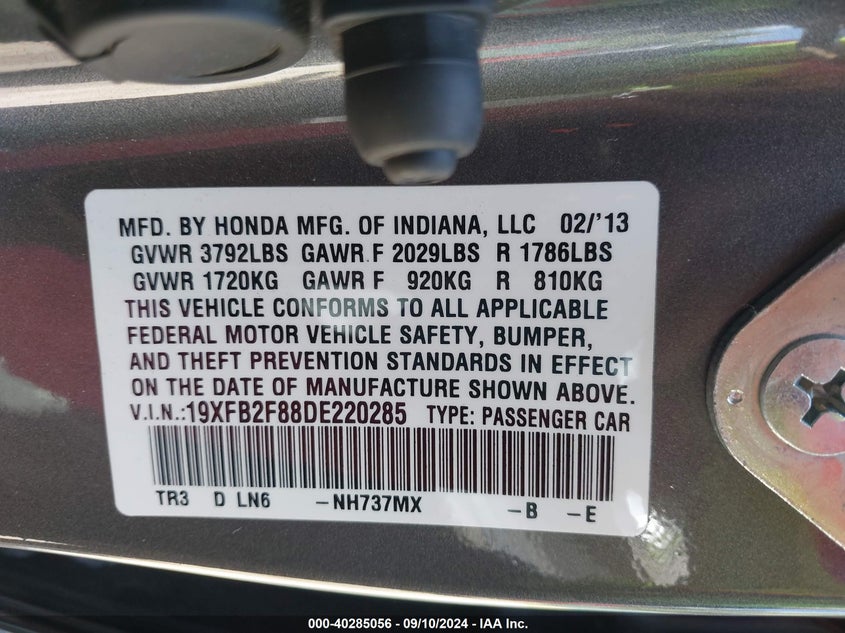 MFD. BY HONDA MFG. OF INDIANA, LLC 02/'13
GVWR 3792LBS GAWR F 2029LBS R 1786LBS
GVWR 1720KG GAWR F 920KG R 810KG
THIS VEHICLE CONFORMS TO ALL APPLICABLE
FEDERAL MOTOR VEHICLE SAFETY, BUMPER,
AND THEFT PREVENTION STANDARDS IN EFFECT
ON THE DATE OF MANUFACTURE SHOWN ABOVE.
V.I.N.:19XFB2F88DE220285 TYPE: PASSENGER CAR
TR3 D LN6 -NH737MX -B -E
000-40285056 - 09/10/2024 - IAA Inc.